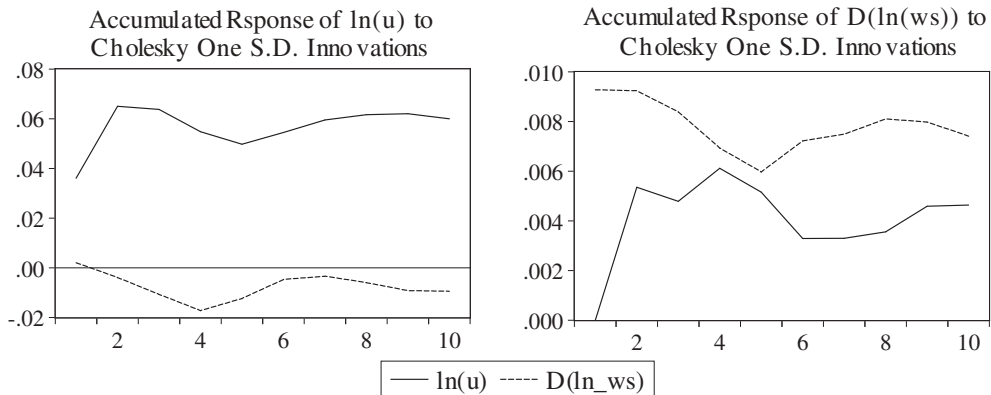 Accumulated Rsponse of ln(u) to
Cholesky One S.D. Innovations
.08
.06
.04
.02
.00
-.02
2 4 6 8 10
Accumulated Rsponse of D(ln(ws)) to
Cholesky One S.D. Innovations
.010
.008
.006
.004
.002
.000
2 4 6 8 10
ln(u) D(ln_ws)